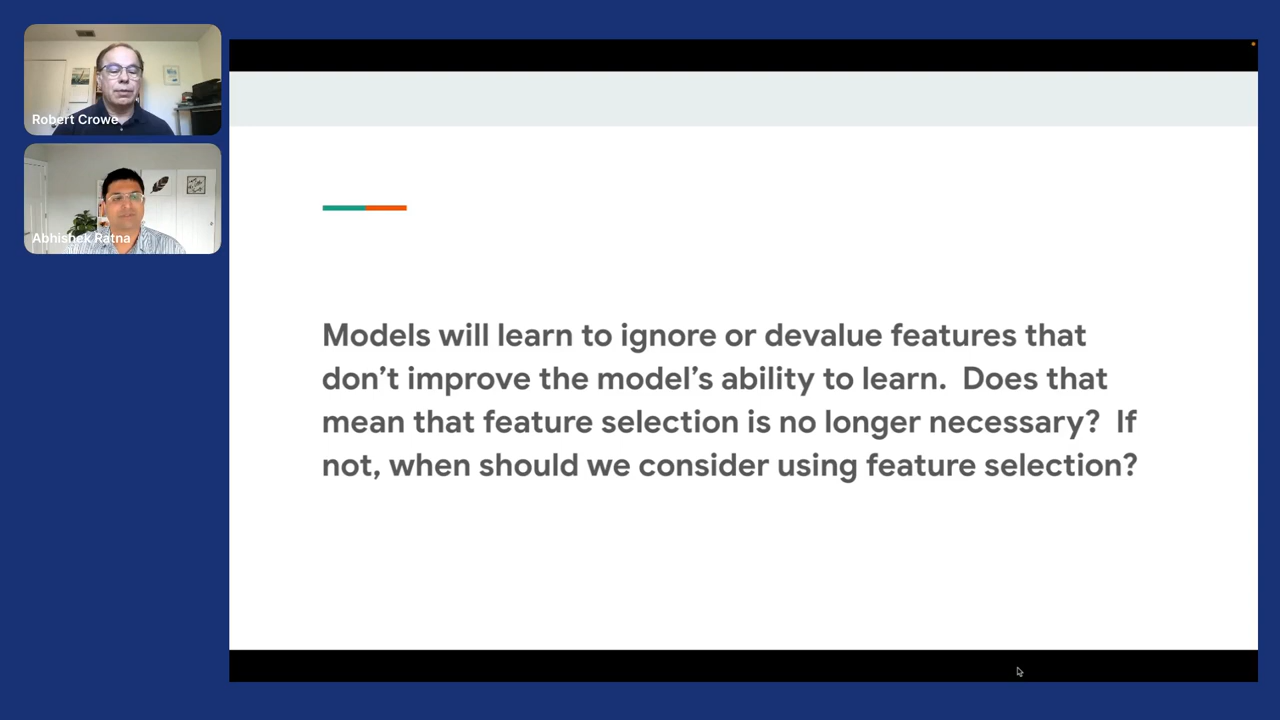 Robert Crowe
Abhishek Ratna
Models will learn to ignore or devalue features that
don't improve the model's ability to learn.  Does that
mean that feature selection is no longer necessary?  If
not, when should we consider using feature selection?